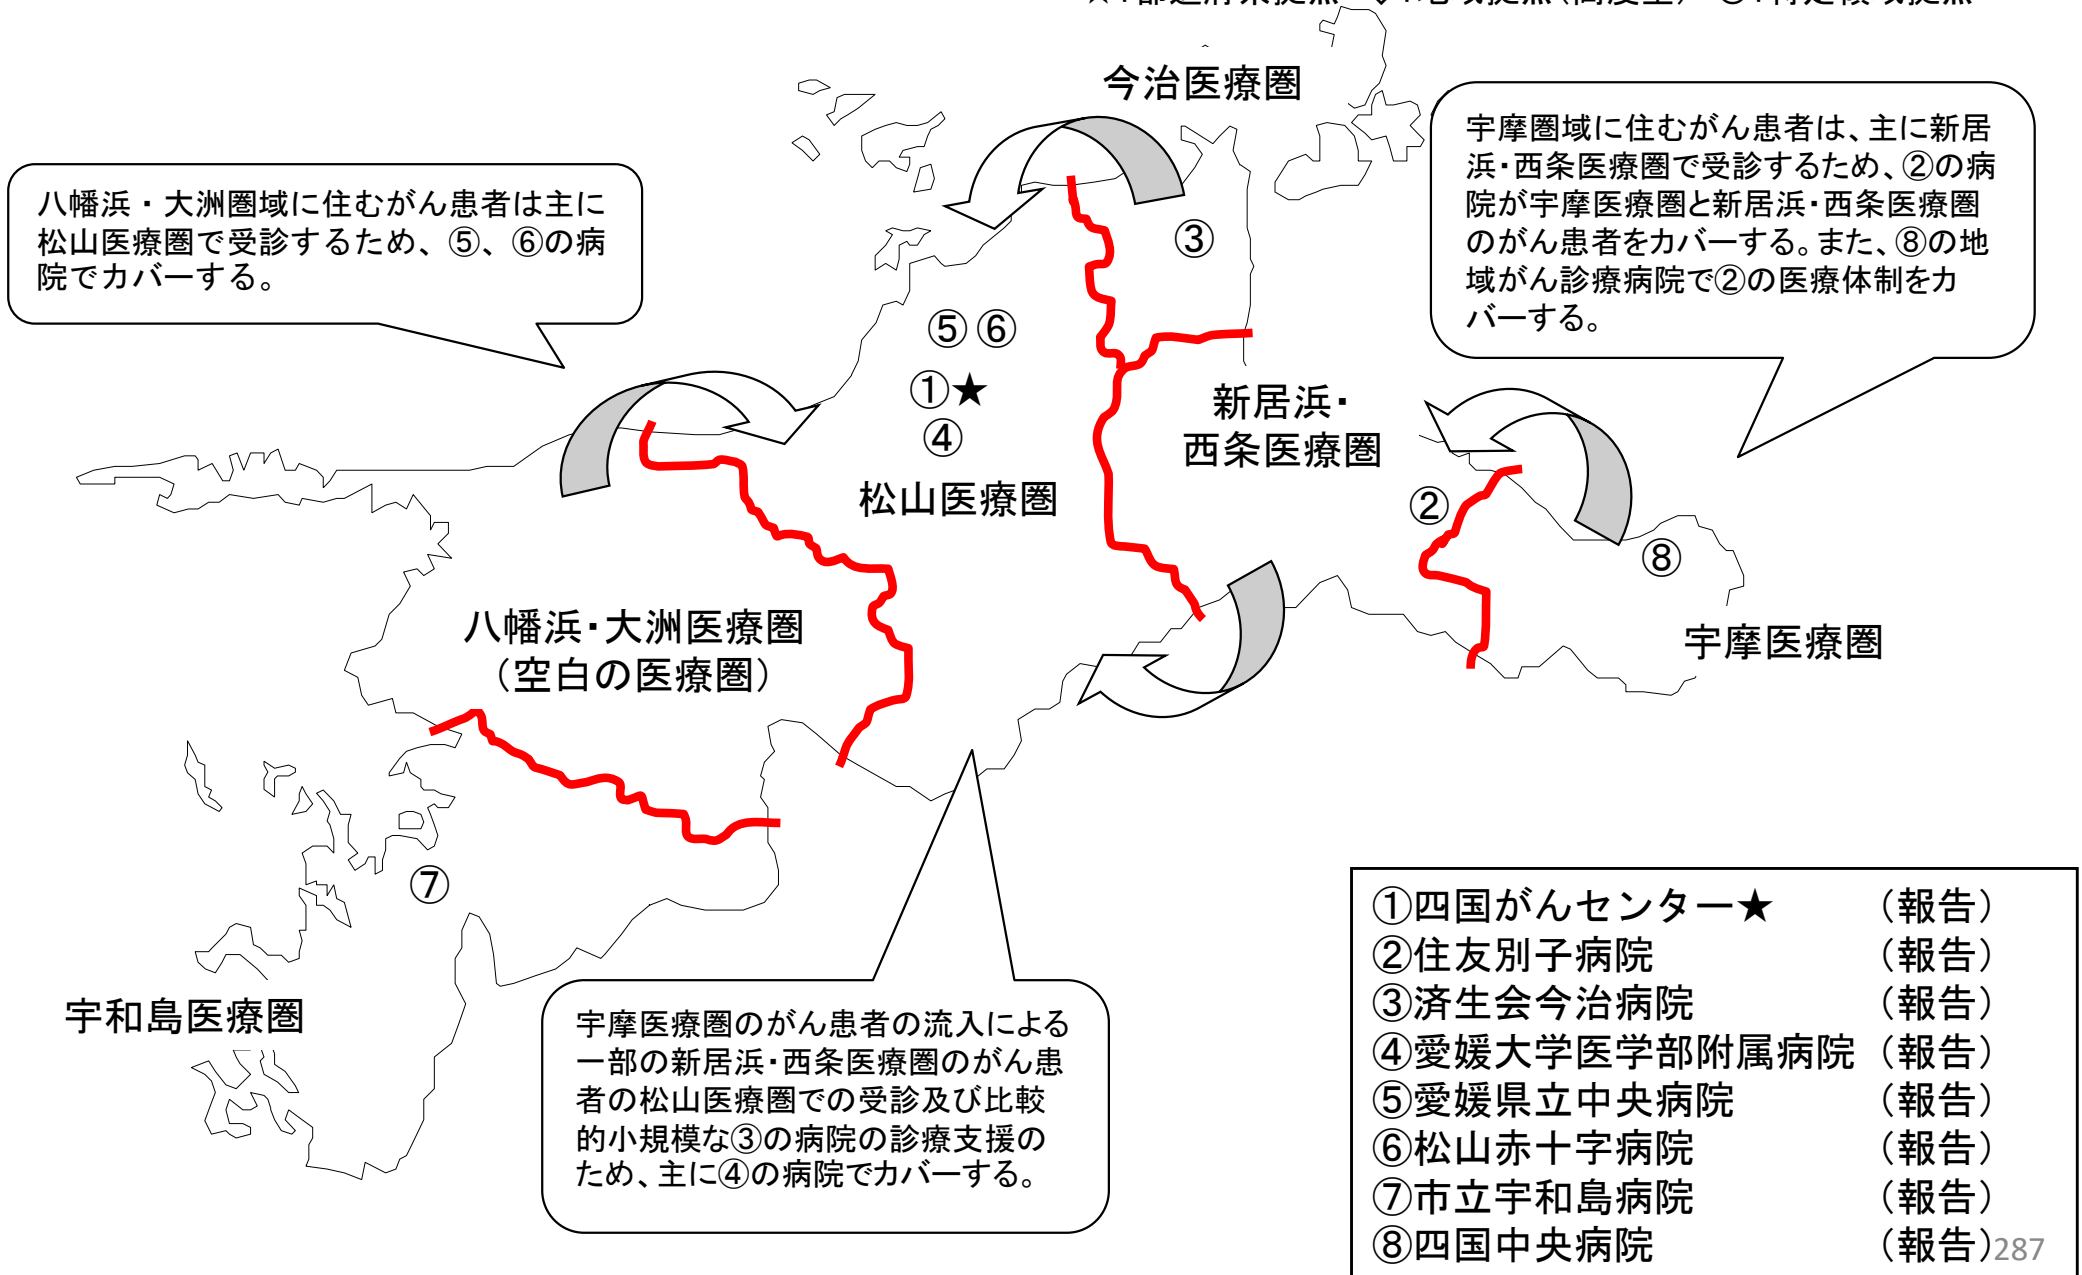 今治医療圏
宇摩圏域に住むがん患者は、主に新居
浜・西条医療圏で受診するため、②の病
院が宇摩医療圏と新居浜・西条医療圏
のがん患者をカバーする。また、⑧の地
域がん診療病院で②の医療体制をカ
バーする。
八幡浜・大洲圏域に住むがん患者は主に
松山医療圏で受診するため、⑤、⑥の病
院でカバーする。
③
⑤⑥
①★
④
松山医療圏
新居浜・
西条医療圏
②
⑧
宇摩医療圏
八幡浜・大洲医療圏
（空白の医療圏）
⑦
宇和島医療圏
宇摩医療圏のがん患者の流入による
一部の新居浜・西条医療圏のがん患
者の松山医療圏での受診及び比較
的小規模な③の病院の診療支援の
ため、主に④の病院でカバーする。
①四国がんセンター★ （報告）
②住友別子病院 （報告）
③済生会今治病院 （報告）
④愛媛大学医学部附属病院 （報告）
⑤愛媛県立中央病院 （報告）
⑥松山赤十字病院 （報告）
⑦市立宇和島病院 （報告）
⑧四国中央病院 （報告）
287